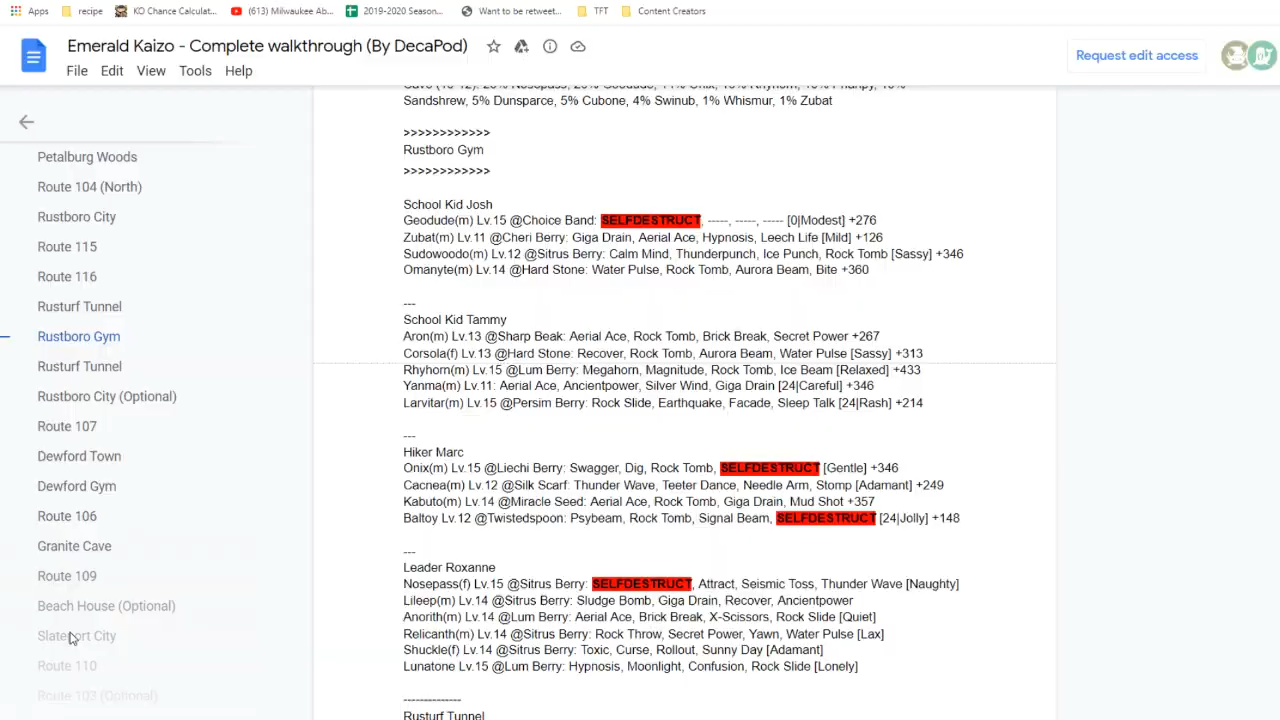 Apps
recipe
KO Chance Calculat...
(613) Milwaukee Ab...
2019-2020 Season...
Want to be retweet...
TFT
Content Creators
Emerald Kaizo - Complete walkthrough (By DecaPod)
File Edit View Tools Help
Request edit access
Petalburg Woods
Route 104 (North)
Rustboro City
Route 115
Route 116
Rusturf Tunnel
Rustboro Gym
Rusturf Tunnel
Rustboro City (Optional)
Route 107
Dewford Town
Dewford Gym
Route 106
Granite Cave
Route 109
Beach House (Optional)
Slateport City
Route 110
Route 103 (Optional)
Sandshrew, 5% Dunsparce, 5% Cubone, 4% Swinub, 1% Whismur, 1% Zubat
>>>>>>>>>>>>
Rustboro Gym
>>>>>>>>>>>>
School Kid Josh
Geodude(m) Lv.15 @Choice Band: SELFDESTRUCT, -----, -----, ----- [0|Modest] +276
Zubat(m) Lv.11 @Cheri Berry: Giga Drain, Aerial Ace, Hypnosis, Leech Life [Mild] +126
Sudowoodo(m) Lv.12 @Sitrus Berry: Calm Mind, Thunderpunch, Ice Punch, Rock Tomb [Sassy] +346
Omanyte(m) Lv.14 @Hard Stone: Water Pulse, Rock Tomb, Aurora Beam, Bite +360
---
School Kid Tammy
Aron(m) Lv.13 @Sharp Beak: Aerial Ace, Rock Tomb, Brick Break, Secret Power +267
Corsola(f) Lv.13 @Hard Stone: Recover, Rock Tomb, Aurora Beam, Water Pulse [Sassy] +313
Rhyhorn(m) Lv.15 @Lum Berry: Megahorn, Magnitude, Rock Tomb, Ice Beam [Relaxed] +433
Yanma(m) Lv.11: Aerial Ace, Ancientpower, Silver Wind, Giga Drain [24|Careful] +346
Larvitar(m) Lv.15 @Persim Berry: Rock Slide, Earthquake, Facade, Sleep Talk [24|Rash] +214
---
Hiker Marc
Onix(m) Lv.15 @Liechi Berry: Swagger, Dig, Rock Tomb, SELFDESTRUCT [Gentle] +346
Cacnea(m) Lv.12 @Silk Scarf: Thunder Wave, Teeter Dance, Needle Arm, Stomp [Adamant] +249
Kabuto(m) Lv.14 @Miracle Seed: Aerial Ace, Rock Tomb, Giga Drain, Mud Shot +357
Baltoy Lv.12 @Twistedspoon: Psybeam, Rock Tomb, Signal Beam, SELFDESTRUCT [24|Jolly] +148
---
Leader Roxanne
Nosepass(f) Lv.15 @Sitrus Berry: SELFDESTRUCT, Attract, Seismic Toss, Thunder Wave [Naughty]
Lileep(m) Lv.14 @Sitrus Berry: Sludge Bomb, Giga Drain, Recover, Ancientpower
Anorith(m) Lv.14 @Lum Berry: Aerial Ace, Brick Break, X-Scissors, Rock Slide [Quiet]
Relicanth(m) Lv.14 @Sitrus Berry: Rock Throw, Secret Power, Yawn, Water Pulse [Lax]
Shuckle(f) Lv.14 @Sitrus Berry: Toxic, Curse, Rollout, Sunny Day [Adamant]
Lunatone Lv.15 @Lum Berry: Hypnosis, Moonlight, Confusion, Rock Slide [Lonely]
-------------
Rusturf Tunnel